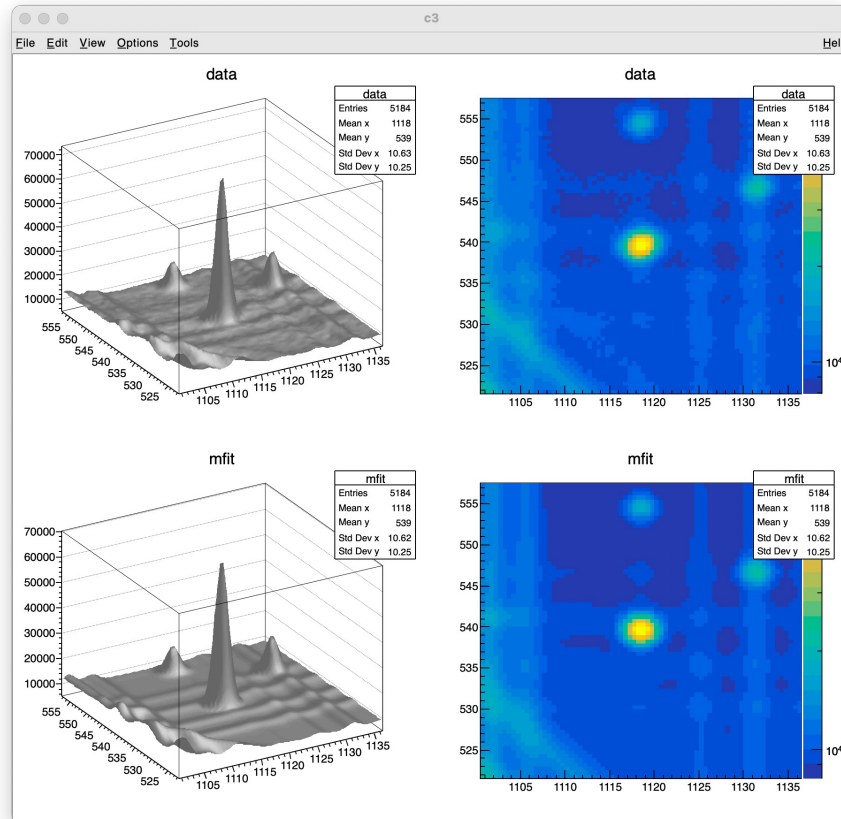 c3
File Edit View Options Tools Hel
data
data
Entries 5184
Mean x 1118
Mean y 539
Std Dev x 10.63
Std Dev y 10.25
70000
60000
50000
40000
30000
20000
10000
555
550
545
540
535
530
525
1105
1110
1115
1120
1125
1130
1135
data
data
Entries 5184
Mean x 1118
Mean y 539
Std Dev x 10.63
Std Dev y 10.25
555
550
545
540
535
530
525
10⁴
1105 1110 1115 1120 1125 1130 1135
mfit
mfit
Entries 5184
Mean x 1118
Mean y 539
Std Dev x 10.62
Std Dev y 10.25
70000
60000
50000
40000
30000
20000
10000
555
550
545
540
535
530
525
1105
1110
1115
1120
1125
1130
1135
mfit
mfit
Entries 5184
Mean x 1118
Mean y 539
Std Dev x 10.62
Std Dev y 10.25
555
550
545
540
535
530
525
10⁴
1105 1110 1115 1120 1125 1130 1135